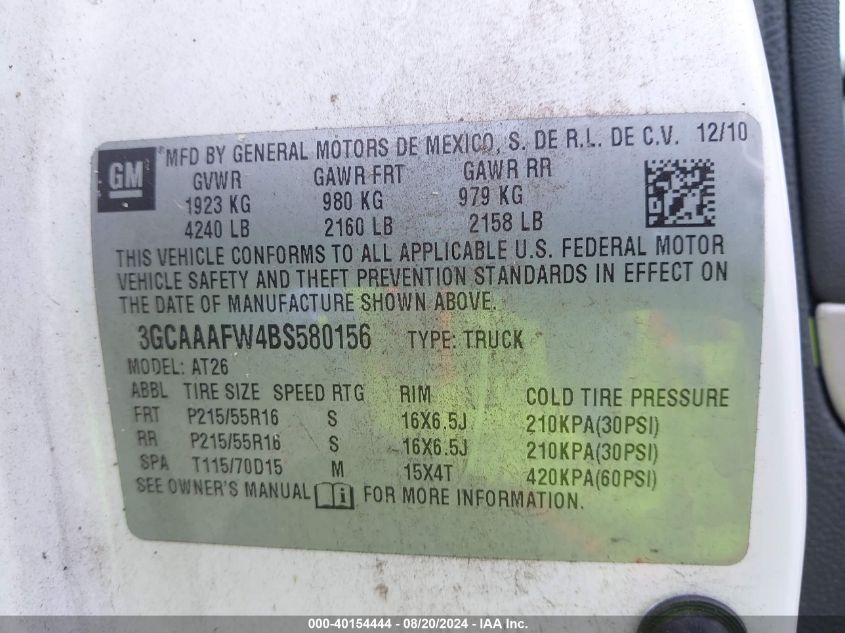 GM ®MFD BY GENERAL MOTORS DE MEXICO, S. DE R.L. DE C.V. 12/10
GVWR GAWR FRT GAWR RR
1923 KG 980 KG 979 KG
4240 LB 2160 LB 2158 LB
THIS VEHICLE CONFORMS TO ALL APPLICABLE U.S. FEDERAL MOTOR
VEHICLE SAFETY AND THEFT PREVENTION STANDARDS IN EFFECT ON
THE DATE OF MANUFACTURE SHOWN ABOVE.
3GCAAAFW4BS580156 TYPE: TRUCK
MODEL: AT26
ABBL TIRE SIZE SPEED RTG RIM COLD TIRE PRESSURE
FRT P215/55R16 S 16X6.5J 210KPA(30PSI)
RR P215/55R16 S 16X6.5J 210KPA(30PSI)
SPA T115/70D15 M 15X4T 420KPA(60PSI)
SEE OWNER'S MANUAL FOR MORE INFORMATION.
000-40154444 - 08/20/2024 - IAA Inc.